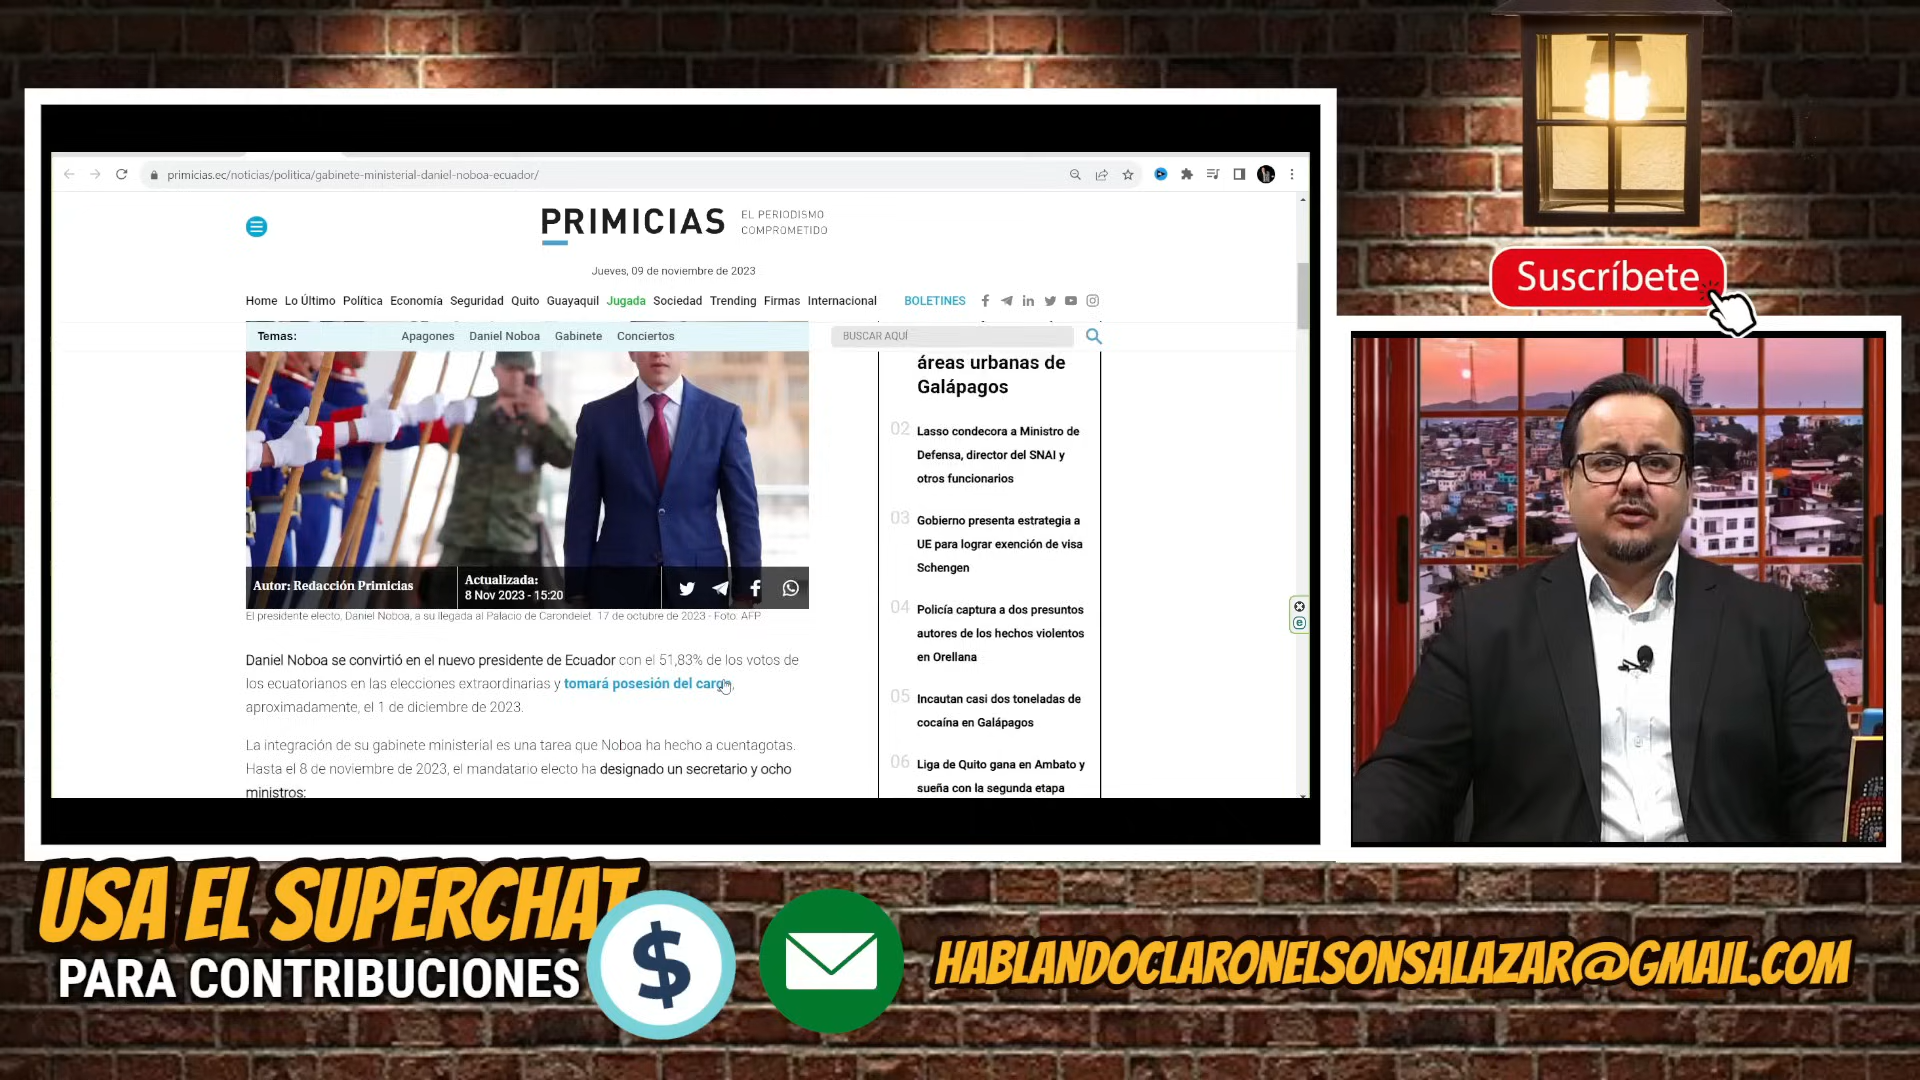 primicias.ec/noticias/politica/gabinete-ministerial-daniel-noboa-ecuador/
PRIMICIAS
EL PERIODISMO
COMPROMETIDO
Jueves, 09 de noviembre de 2023
Home Lo Último Política Economía Seguridad Quito Guayaquil Jugada Sociedad Trending Firmas Internacional BOLETINES
Temas: Apagones Daniel Noboa Gabinete Conciertos
BUSCAR AQUÍ
Autor: Redacción Primicias
Actualizada:
8 Nov 2023 - 15:20
El presidente electo, Daniel Noboa, a su llegada al Palacio de Carondelet. 17 de octubre de 2023 - Foto: AFP
Daniel Noboa se convirtió en el nuevo presidente de Ecuador con el 51,83% de los votos de
los ecuatorianos en las elecciones extraordinarias y tomará posesión del cargo,
aproximadamente, el 1 de diciembre de 2023.
La integración de su gabinete ministerial es una tarea que Noboa ha hecho a cuentagotas.
Hasta el 8 de noviembre de 2023, el mandatario electo ha designado un secretario y ocho
ministros:
áreas urbanas de
Galápagos
02 Lasso condecora a Ministro de
Defensa, director del SNAI y
otros funcionarios
03 Gobierno presenta estrategia a
UE para lograr exención de visa
Schengen
04 Policía captura a dos presuntos
autores de los hechos violentos
en Orellana
05 Incautan casi dos toneladas de
cocaína en Galápagos
06 Liga de Quito gana en Ambato y
sueña con la segunda etapa
Suscríbete
USA EL SUPERCHAT
PARA CONTRIBUCIONES
$
HABLANDOCLARONELSONSALAZAR@GMAIL.COM